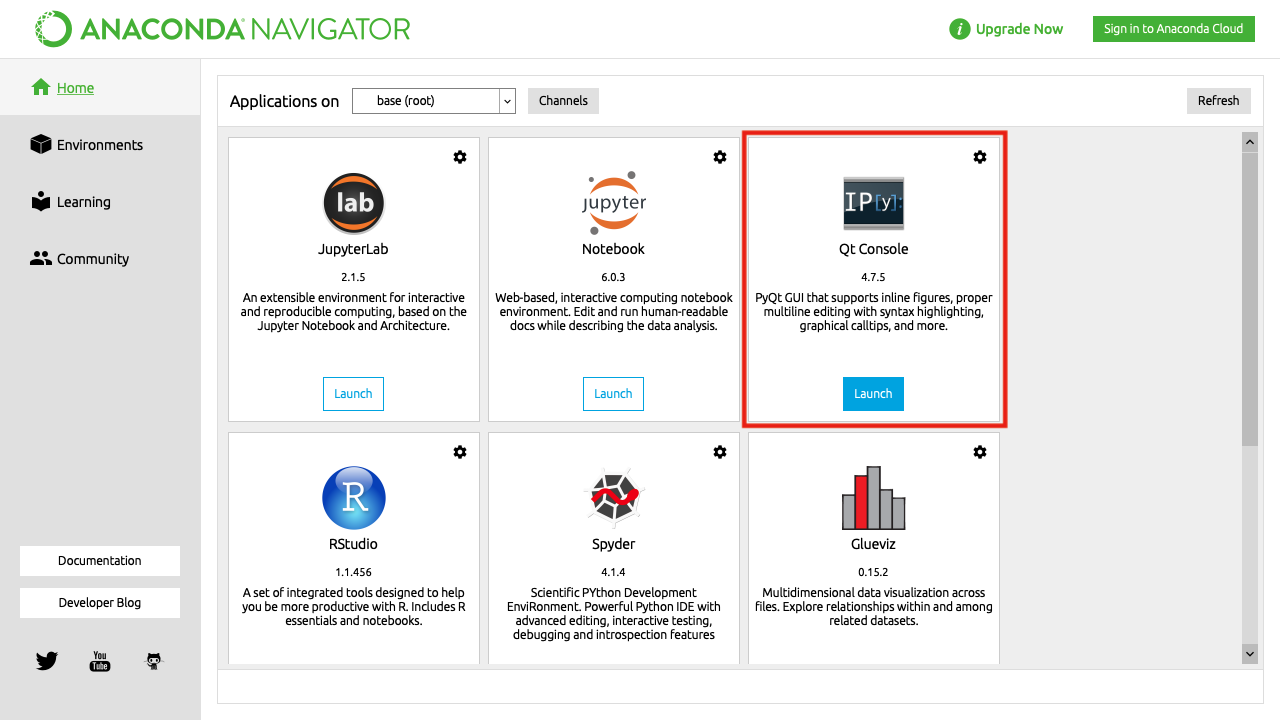 ANACONDA NAVIGATOR
i Upgrade Now
Sign in to Anaconda Cloud
Home
Environments
Learning
Community
Documentation
Developer Blog
You
Tube
Applications on
base (root)
Channels
Refresh
lab
JupyterLab
2.1.5
An extensible environment for interactive
and reproducible computing, based on the
Jupyter Notebook and Architecture.
Launch
jupyter
Notebook
6.0.3
Web-based, interactive computing notebook
environment. Edit and run human-readable
docs while describing the data analysis.
Launch
IP[y]:
Qt Console
4.7.5
PyQt GUI that supports inline figures, proper
multiline editing with syntax highlighting,
graphical calltips, and more.
Launch
R
RStudio
1.1.456
A set of integrated tools designed to help
you be more productive with R. Includes R
essentials and notebooks.
Spyder
4.1.4
Scientific PYthon Development
EnviRonment. Powerful Python IDE with
advanced editing, interactive testing,
debugging and introspection features
Glueviz
0.15.2
Multidimensional data visualization across
files. Explore relationships within and among
related datasets.